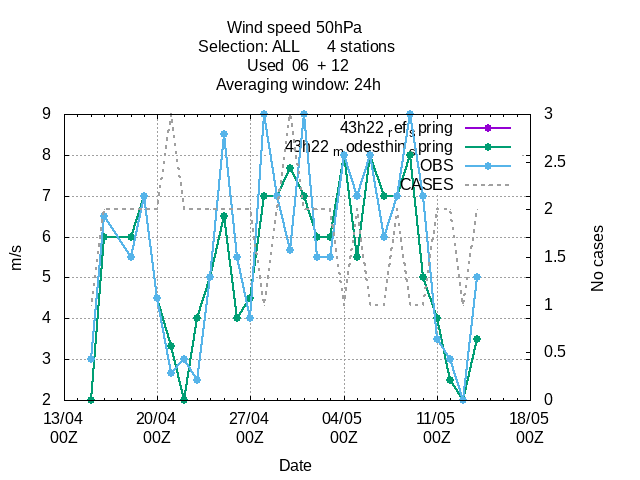 Wind speed 50hPa
Selection: ALL      4 stations
Used  06  + 12
Averaging window: 24h
43h22_refspring
43h22_modesthinspring
OBS
CASES
9
8
7
6
5
4
3
2
m/s
3
2.5
2
1.5
1
0.5
0
No cases
13/04 20/04 27/04 04/05 11/05 18/05
00Z 00Z 00Z 00Z 00Z 00Z
Date